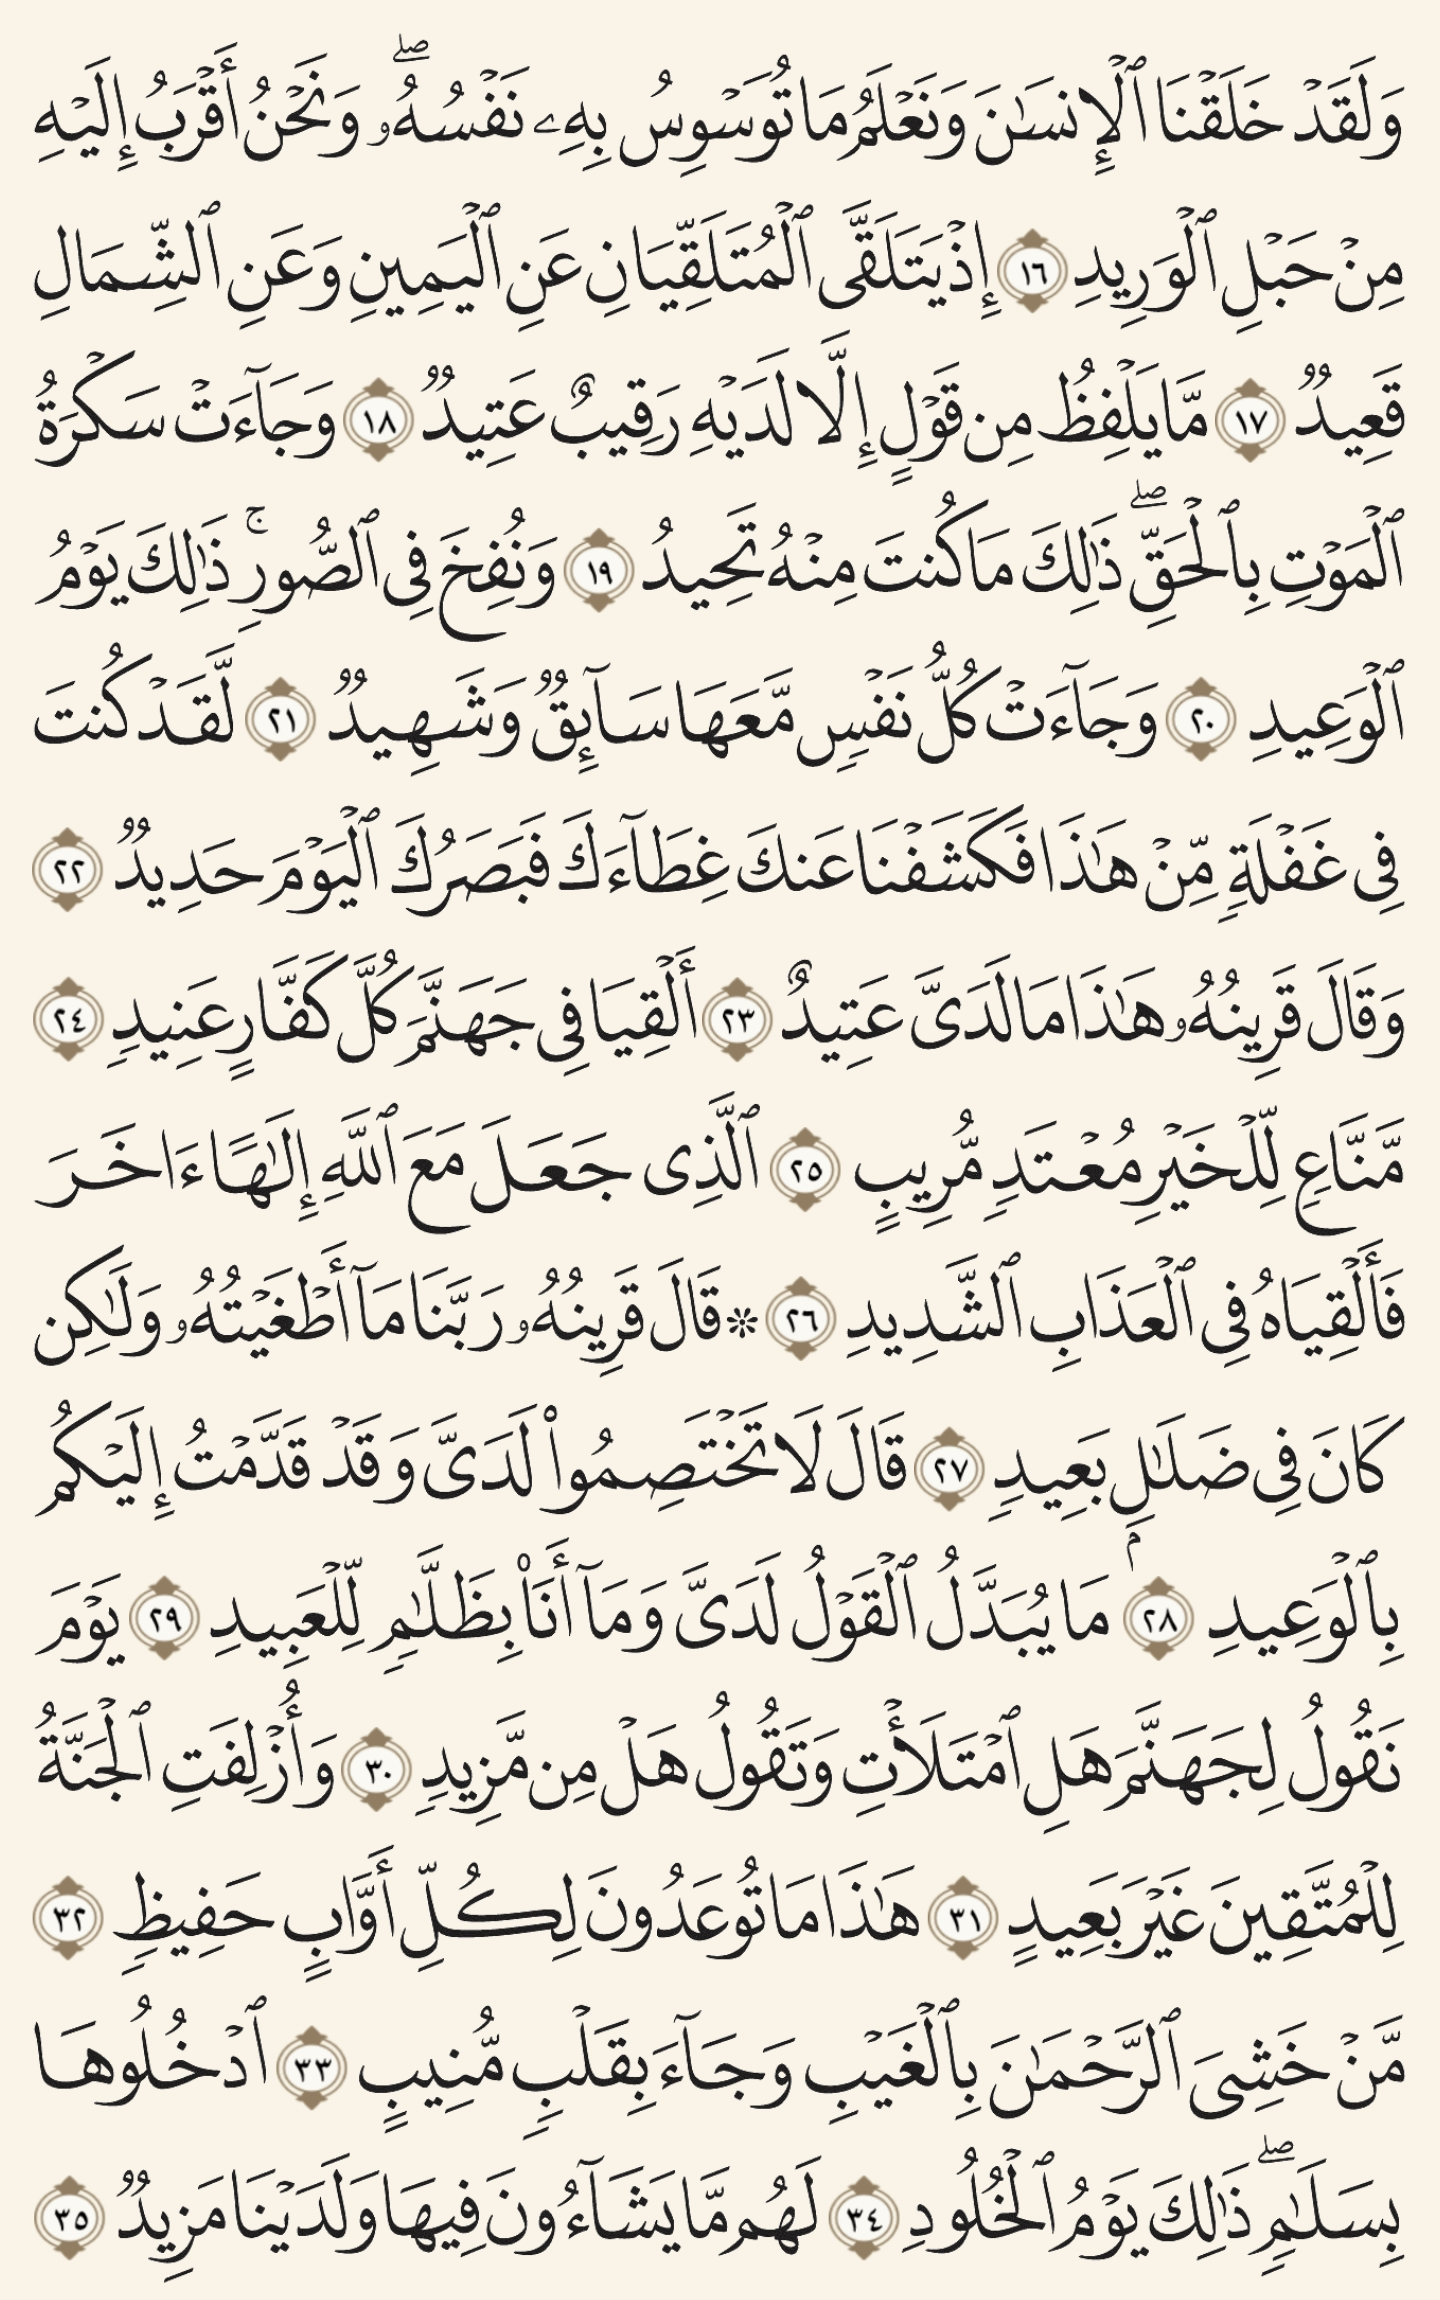 وَلَقَدۡ خَلَقۡنَا ٱلۡإِنسَٰنَ وَنَعۡلَمُ مَا تُوَسۡوِسُ بِهِۦ نَفۡسُهُۥۖ وَنَحۡنُ أَقۡرَبُ إِلَيۡهِ
مِنۡ حَبۡلِ ٱلۡوَرِيدِ ١٦ إِذۡ يَتَلَقَّى ٱلۡمُتَلَقِّيَانِ عَنِ ٱلۡيَمِينِ وَعَنِ ٱلشِّمَالِ
قَعِيدٞ ١٧ مَّا يَلۡفِظُ مِن قَوۡلٍ إِلَّا لَدَيۡهِ رَقِيبٌ عَتِيدٞ ١٨ وَجَآءَتۡ سَكۡرَةُ
ٱلۡمَوۡتِ بِٱلۡحَقِّۖ ذَٰلِكَ مَا كُنتَ مِنۡهُ تَحِيدُ ١٩ وَنُفِخَ فِي ٱلصُّورِۚ ذَٰلِكَ يَوۡمُ
ٱلۡوَعِيدِ ٢٠ وَجَآءَتۡ كُلُّ نَفۡسٖ مَّعَهَا سَآئِقٞ وَشَهِيدٞ ٢١ لَّقَدۡ كُنتَ
فِي غَفۡلَةٖ مِّنۡ هَٰذَا فَكَشَفۡنَا عَنكَ غِطَآءَكَ فَبَصَرُكَ ٱلۡيَوۡمَ حَدِيدٞ ٢٢
وَقَالَ قَرِينُهُۥ هَٰذَا مَا لَدَيَّ عَتِيدٌ ٢٣ أَلۡقِيَا فِي جَهَنَّمَ كُلَّ كَفَّارٍ عَنِيدٖ ٢٤
مَّنَّاعٖ لِّلۡخَيۡرِ مُعۡتَدٖ مُّرِيبٍ ٢٥ ٱلَّذِي جَعَلَ مَعَ ٱللَّهِ إِلَٰهًا ءَاخَرَ
فَأَلۡقِيَاهُ فِي ٱلۡعَذَابِ ٱلشَّدِيدِ ٢٦ ۞ قَالَ قَرِينُهُۥ رَبَّنَا مَآ أَطۡغَيۡتُهُۥ وَلَٰكِن
كَانَ فِي ضَلَٰلِۭ بَعِيدٖ ٢٧ قَالَ لَا تَخۡتَصِمُواْ لَدَيَّ وَقَدۡ قَدَّمۡتُ إِلَيۡكُم
بِٱلۡوَعِيدِ ٢٨ مَا يُبَدَّلُ ٱلۡقَوۡلُ لَدَيَّ وَمَآ أَنَا۠ بِظَلَّٰمٖ لِّلۡعَبِيدِ ٢٩ يَوۡمَ
نَقُولُ لِجَهَنَّمَ هَلِ ٱمۡتَلَأۡتِ وَتَقُولُ هَلۡ مِن مَّزِيدٖ ٣٠ وَأُزۡلِفَتِ ٱلۡجَنَّةُ
لِلۡمُتَّقِينَ غَيۡرَ بَعِيدٍ ٣١ هَٰذَا مَا تُوعَدُونَ لِكُلِّ أَوَّابٍ حَفِيظٖ ٣٢
مَّنۡ خَشِيَ ٱلرَّحۡمَٰنَ بِٱلۡغَيۡبِ وَجَآءَ بِقَلۡبٖ مُّنِيبٍ ٣٣ ٱدۡخُلُوهَا
بِسَلَٰمٖۖ ذَٰلِكَ يَوۡمُ ٱلۡخُلُودِ ٣٤ لَهُم مَّا يَشَآءُونَ فِيهَا وَلَدَيۡنَا مَزِيدٞ ٣٥